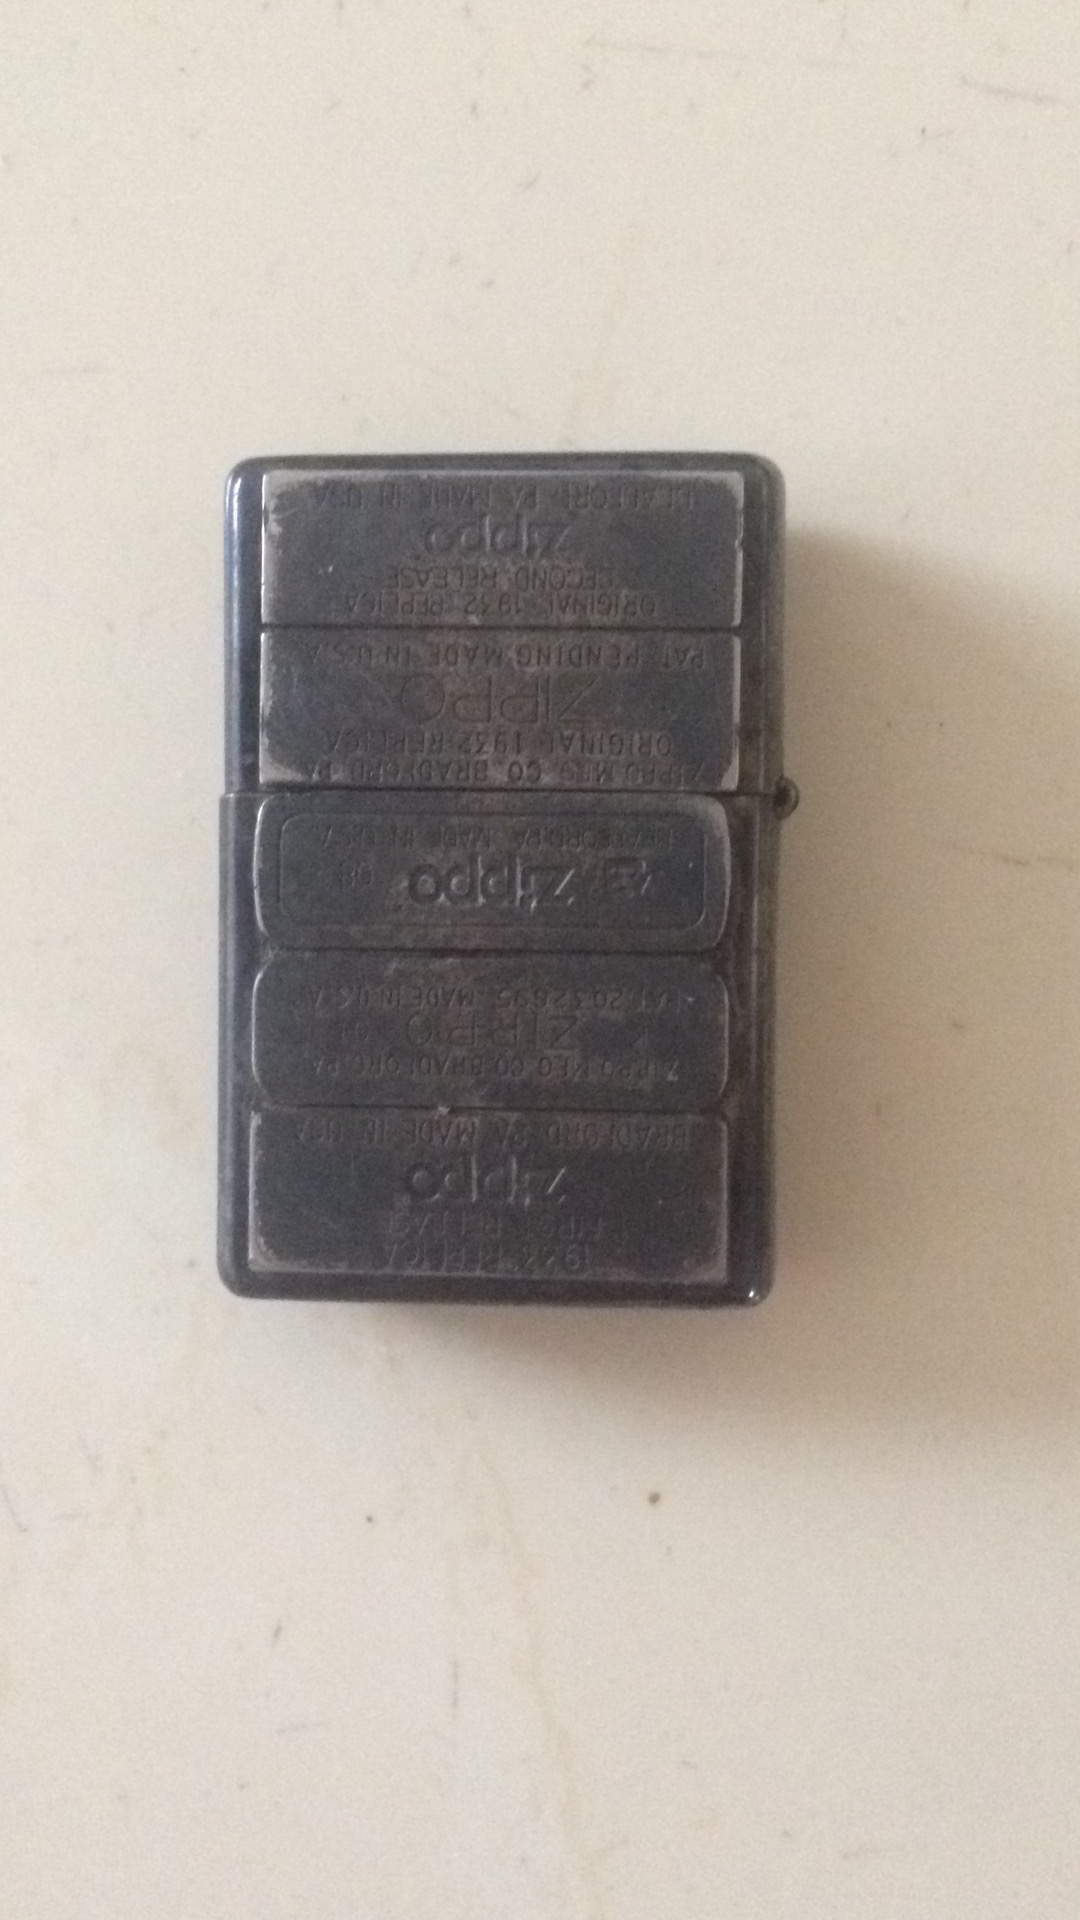 REPLICA
FIRST RELEASE
Zippo
BRADFORD PA MADE IN USA
ZIPPO MFG. CO. BRADFORD, PA.
ZIPPO
PAT. 2032695 MADE IN U.S.A.
Zippo
BRADFORD, PA. MADE IN U.S.A.
ZIPPO MFG. CO. BRADFORD PA.
ORIGINAL 1932 REPLICA
ZIPPO
PAT. PENDING MADE IN U.S.A.
ORIGINAL 1932 REPLICA
SECOND RELEASE
Zippo
BRADFORD PA MADE IN USA